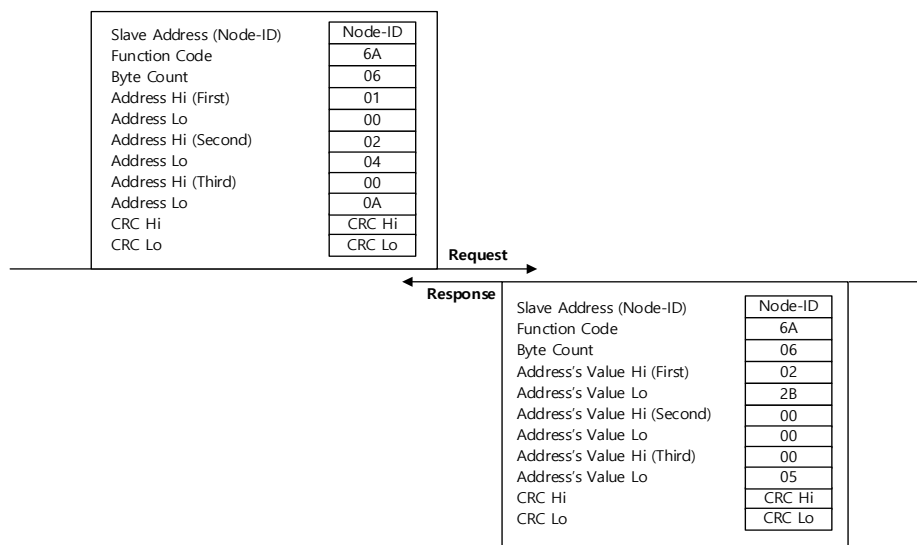 Slave Address (Node-ID) Node-ID
Function Code 6A
Byte Count 06
Address Hi (First) 01
Address Lo 00
Address Hi (Second) 02
Address Lo 04
Address Hi (Third) 00
Address Lo 0A
CRC Hi CRC Hi
CRC Lo CRC Lo
Request
Response
Slave Address (Node-ID) Node-ID
Function Code 6A
Byte Count 06
Address’s Value Hi (First) 02
Address’s Value Lo 2B
Address’s Value Hi (Second) 00
Address’s Value Lo 00
Address’s Value Hi (Third) 00
Address’s Value Lo 05
CRC Hi CRC Hi
CRC Lo CRC Lo